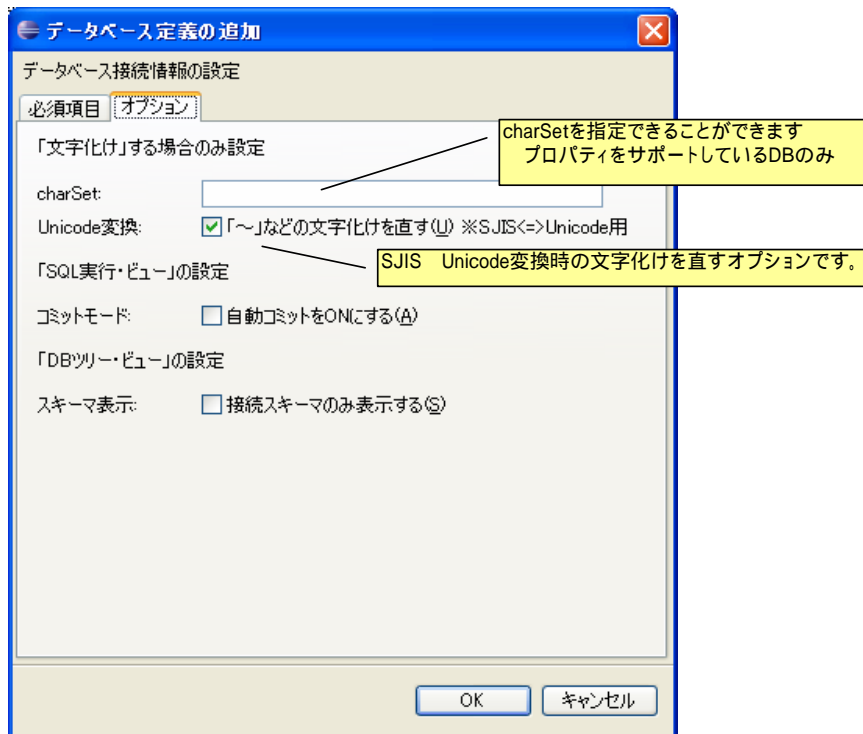 データベース定義の追加
データベース接続情報の設定
必須項目 オプション
「文字化け」する場合のみ設定
charSetを指定できることができます
プロパティをサポートしているDBのみ
charSet:
Unicode変換: 「～」などの文字化けを直す(U) ※SJIS<=>Unicode用
SJIS　Unicode変換時の文字化けを直すオプションです。
「SQL実行・ビュー」の設定
コミットモード: 自動コミットをONにする(A)
「DBツリー・ビュー」の設定
スキーマ表示: 接続スキーマのみ表示する(S)
OK キャンセル